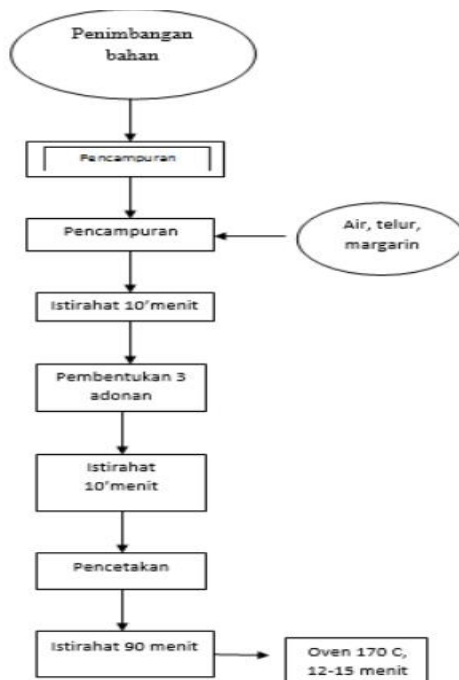 Penimbangan
bahan
Pencampuran
Pencampuran
Air, telur,
margarin
Istirahat 10'menit
Pembentukan 3
adonan
Istirahat
10'menit
Pencetakan
Istirahat 90 menit
Oven 170 C,
12-15 menit